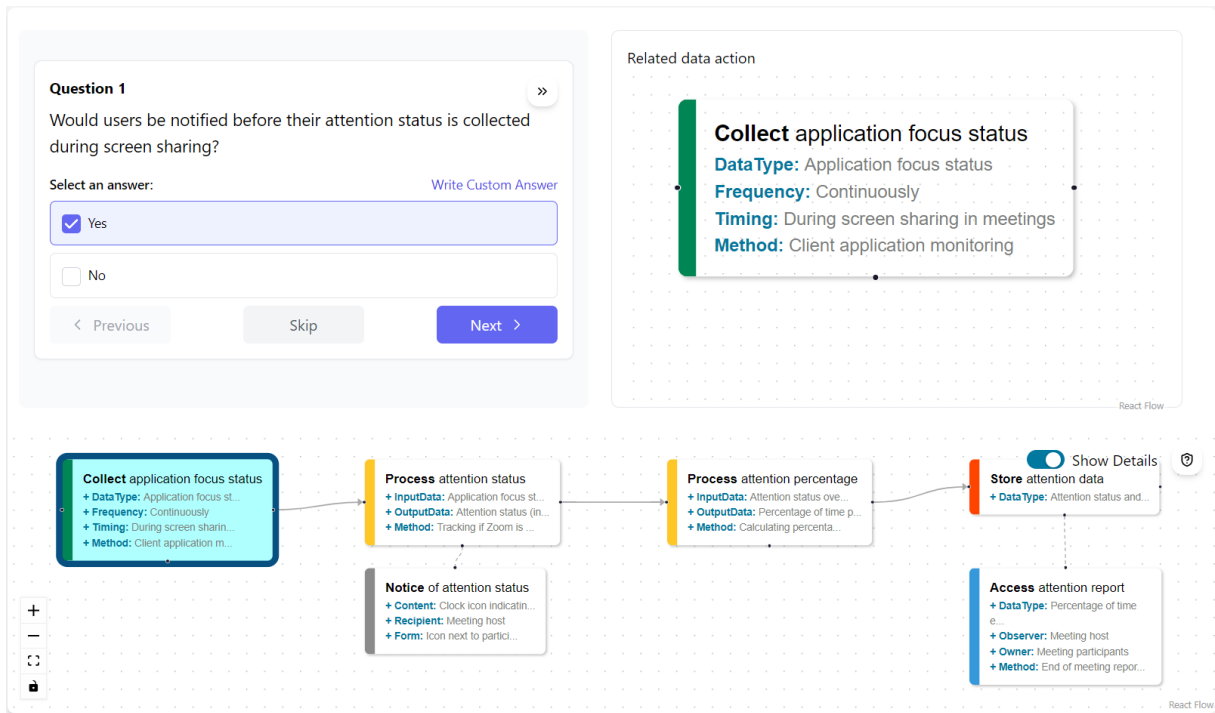 Question 1
»
Would users be notified before their attention status is collected
during screen sharing?
Select an answer:
Write Custom Answer
Yes
No
Previous
Skip
Next
Related data action
Collect application focus status
DataType: Application focus status
Frequency: Continuously
Timing: During screen sharing in meetings
Method: Client application monitoring
React Flow
Show Details
Collect application focus status
+ DataType: Application focus st...
+ Frequency: Continuously
+ Timing: During screen sharin...
+ Method: Client application m...
Process attention status
+ InputData: Application focus st...
+ OutputData: Attention status (in...
+ Method: Tracking if Zoom is ...
Notice of attention status
+ Content: Clock icon indicatin...
+ Recipient: Meeting host
+ Form: Icon next to partici...
Process attention percentage
+ InputData: Attention status ove...
+ OutputData: Percentage of time p...
+ Method: Calculating percenta...
Store attention data
+ DataType: Attention status and...
Access attention report
+ DataType: Percentage of time
e...
+ Observer: Meeting host
+ Owner: Meeting participants
+ Method: End of meeting repor...
React Flow